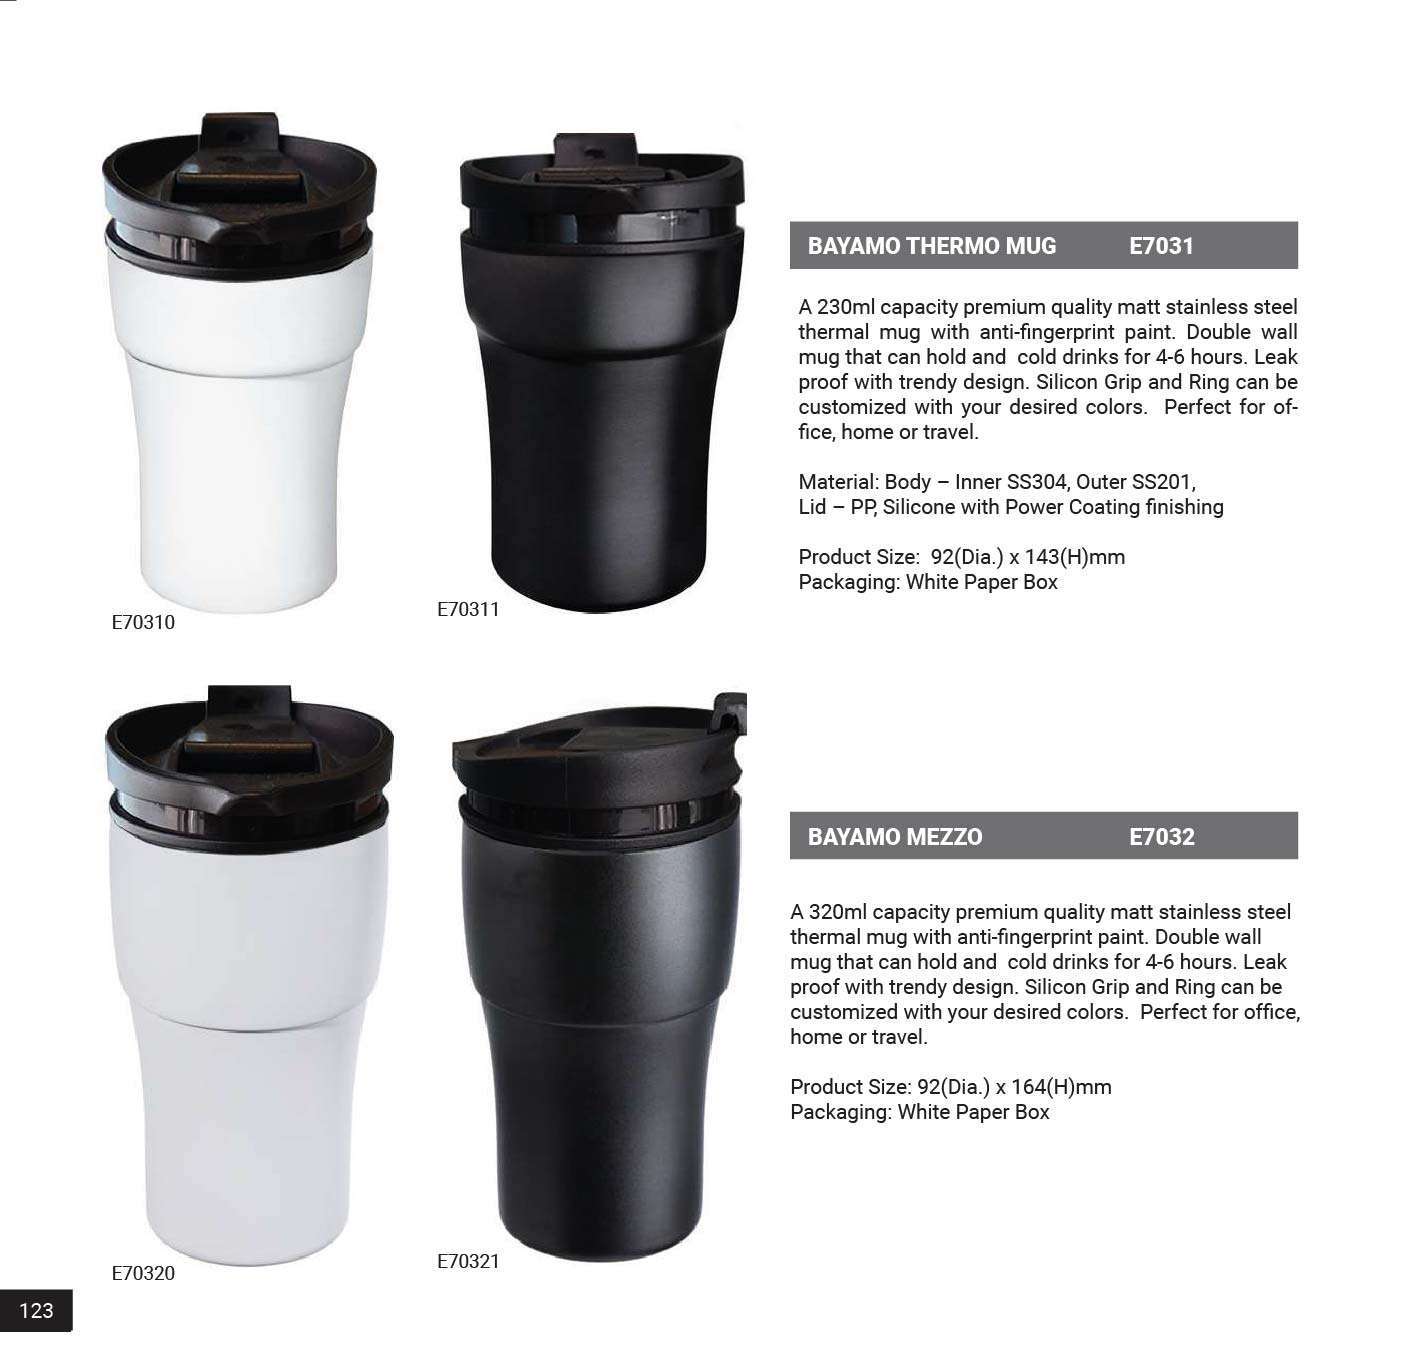 BAYAMO THERMO MUG E7031
A 230ml capacity premium quality matt stainless steel
thermal mug with anti-fingerprint paint. Double wall
mug that can hold and  cold drinks for 4-6 hours. Leak
proof with trendy design. Silicon Grip and Ring can be
customized with your desired colors.  Perfect for of-
fice, home or travel.
Material: Body – Inner SS304, Outer SS201,
Lid – PP, Silicone with Power Coating finishing
Product Size:  92(Dia.) x 143(H)mm
Packaging: White Paper Box
E70310
E70311
BAYAMO MEZZO E7032
A 320ml capacity premium quality matt stainless steel
thermal mug with anti-fingerprint paint. Double wall
mug that can hold and  cold drinks for 4-6 hours. Leak
proof with trendy design. Silicon Grip and Ring can be
customized with your desired colors.  Perfect for office,
home or travel.
Product Size: 92(Dia.) x 164(H)mm
Packaging: White Paper Box
E70320
E70321
123